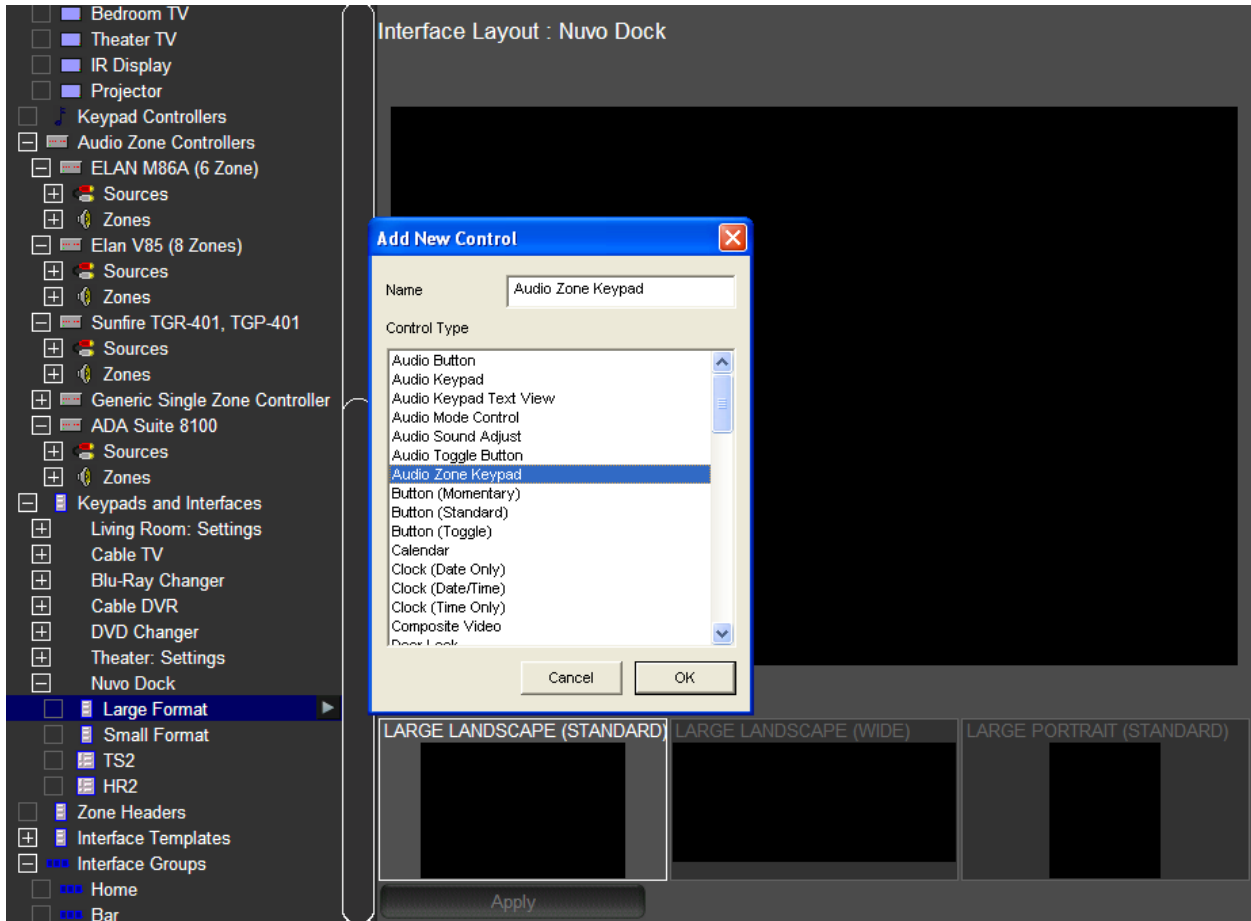 Bedroom TV
Theater TV
IR Display
Projector
Keypad Controllers
Audio Zone Controllers
ELAN M86A (6 Zone)
Sources
Zones
Elan V85 (8 Zones)
Sources
Zones
Sunfire TGR-401, TGP-401
Sources
Zones
Generic Single Zone Controller
ADA Suite 8100
Sources
Zones
Keypads and Interfaces
Living Room: Settings
Cable TV
Blu-Ray Changer
Cable DVR
DVD Changer
Theater: Settings
Nuvo Dock
Large Format
Small Format
TS2
HR2
Zone Headers
Interface Templates
Interface Groups
Home
Bar
Interface Layout : Nuvo Dock
Add New Control
Name
Audio Zone Keypad
Control Type
Audio Button
Audio Keypad
Audio Keypad Text View
Audio Mode Control
Audio Sound Adjust
Audio Toggle Button
Audio Zone Keypad
Button (Momentary)
Button (Standard)
Button (Toggle)
Calendar
Clock (Date Only)
Clock (Date/Time)
Clock (Time Only)
Composite Video
Door Lock
Cancel
OK
LARGE LANDSCAPE (STANDARD)
LARGE LANDSCAPE (WIDE)
LARGE PORTRAIT (STANDARD)
Apply